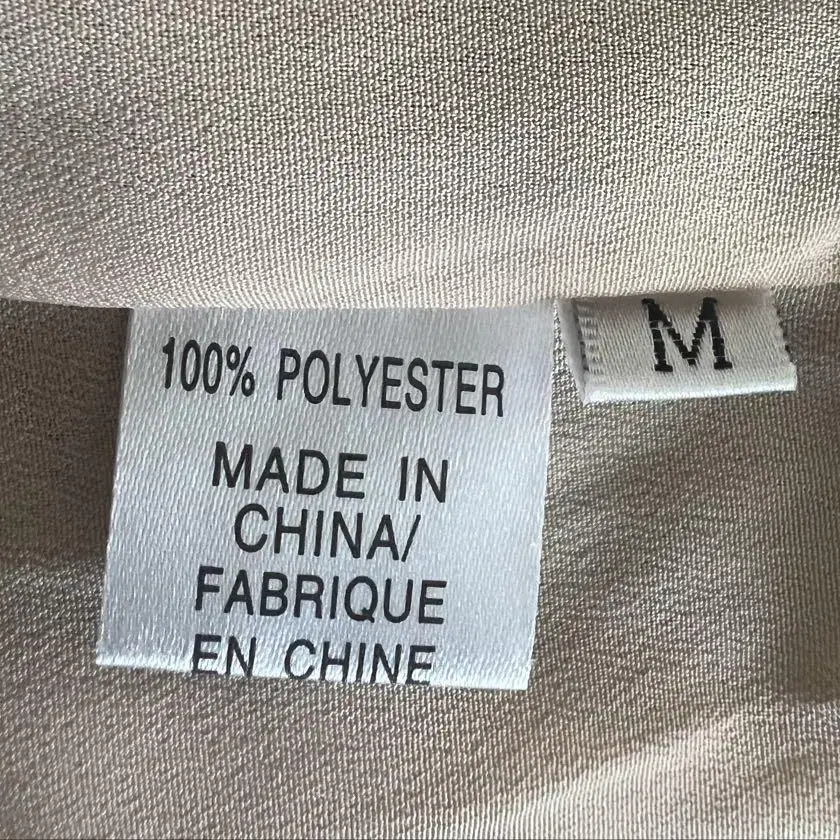 100% POLYESTER
M
MADE IN
CHINA/
FABRIQUE
EN CHINE